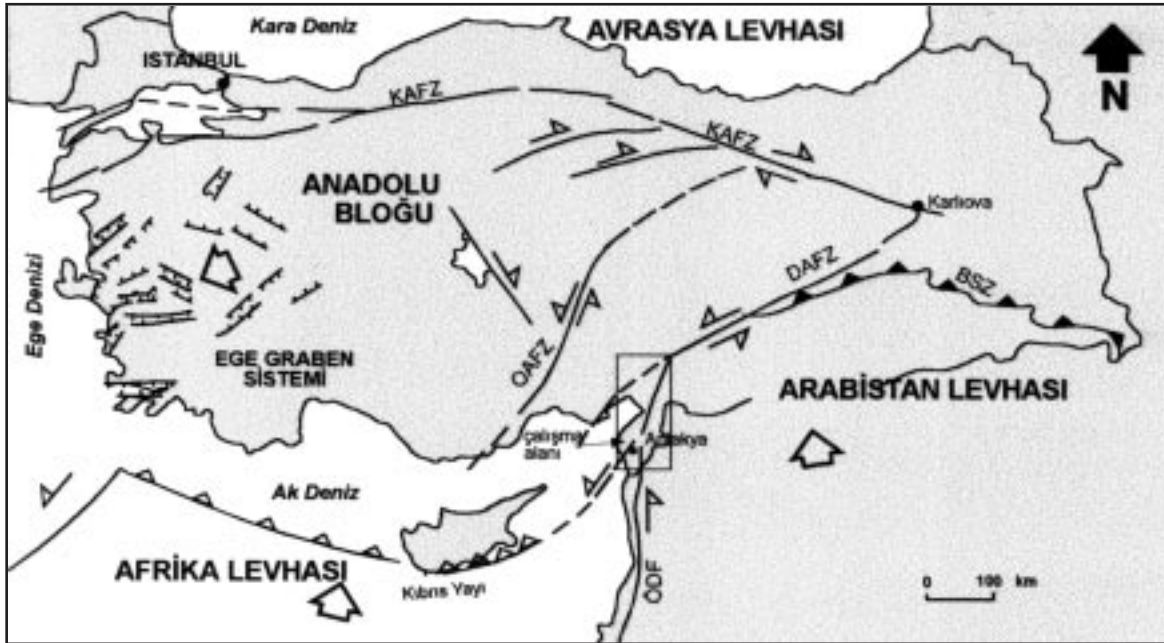 Kara Deniz
AVRASYA LEVHASI
ISTANBUL
N
KAFZ
KAFZ
ANADOLU
BLOĞU
Karlıova
Ege Denizi
DAFZ
BSZ
OAFZ
EGE GRABEN
SİSTEMİ
ARABİSTAN LEVHASI
çalışma
alanı
Antakya
Ak Deniz
AFRİKA LEVHASI
Kıbrıs Yayı
ÖDF
0 100 km